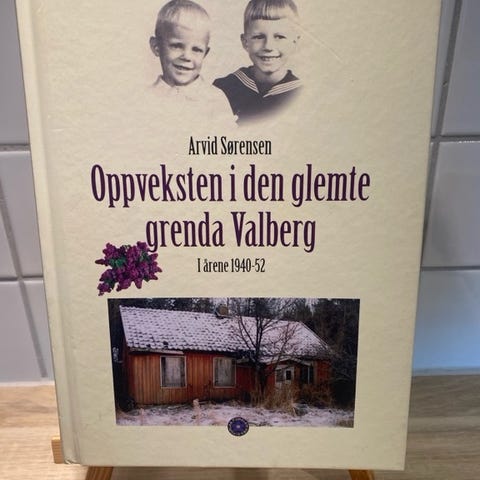 Arvid Sørensen
Oppveksten i den glemte
grenda Valberg
I årene 1940-52